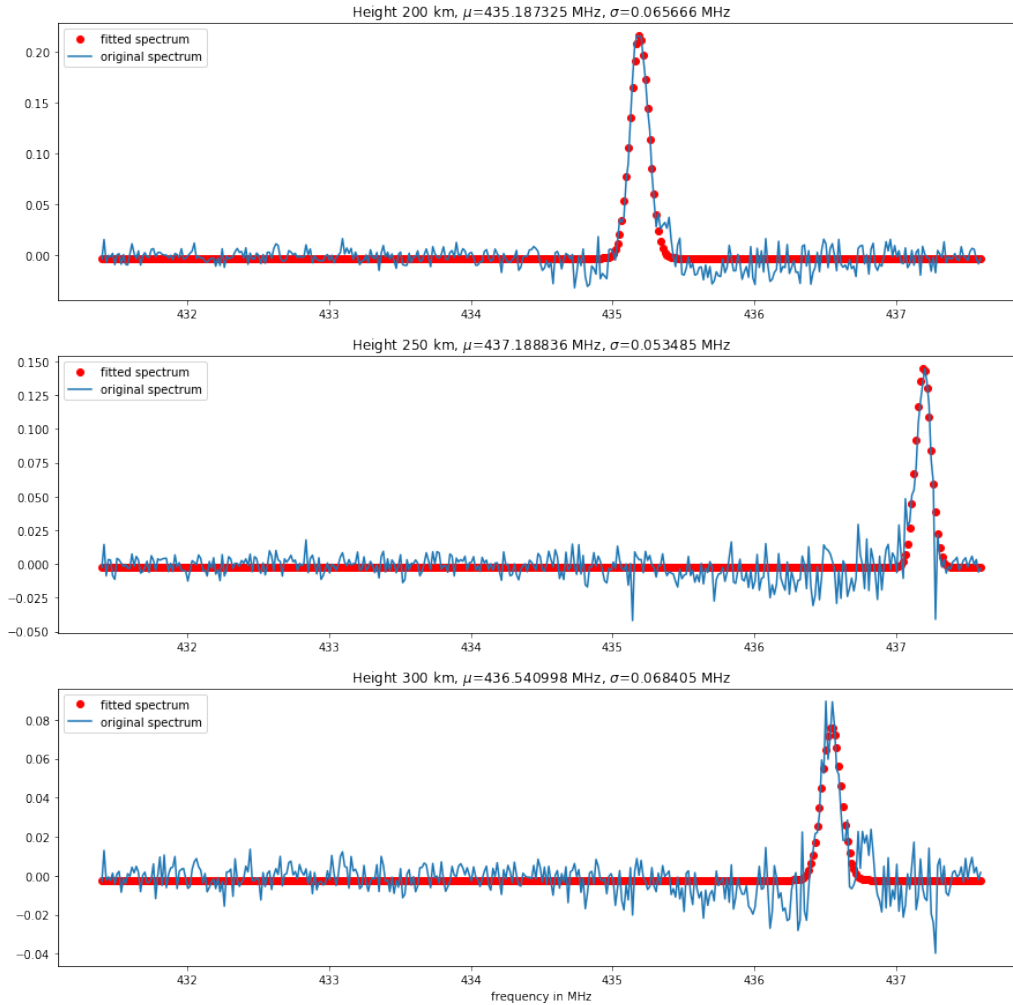 Height 200 km, μ=435.187325 MHz, σ=0.065666 MHz
fitted spectrum
original spectrum
0.20
0.15
0.10
0.05
0.00
432 433 434 435 436 437
Height 250 km, μ=437.188836 MHz, σ=0.053485 MHz
fitted spectrum
original spectrum
0.150
0.125
0.100
0.075
0.050
0.025
0.000
−0.025
−0.050
432 433 434 435 436 437
Height 300 km, μ=436.540998 MHz, σ=0.068405 MHz
fitted spectrum
original spectrum
0.08
0.06
0.04
0.02
0.00
−0.02
−0.04
432 433 434 435 436 437
frequency in MHz